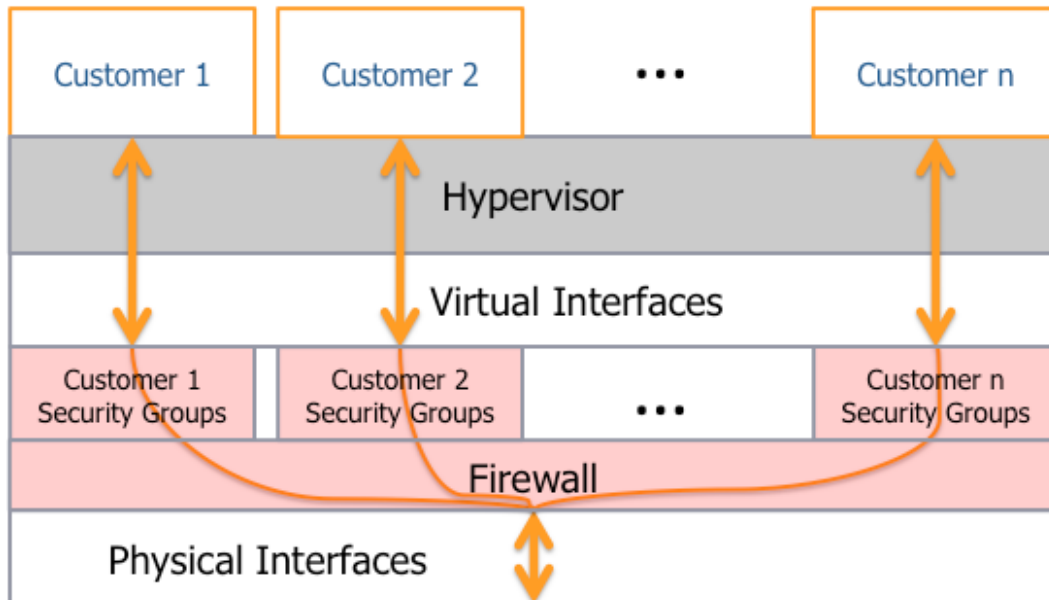 Customer 1
Customer 2
...
Customer n
Hypervisor
Virtual Interfaces
Customer 1
Security Groups
Customer 2
Security Groups
...
Customer n
Security Groups
Firewall
Physical Interfaces